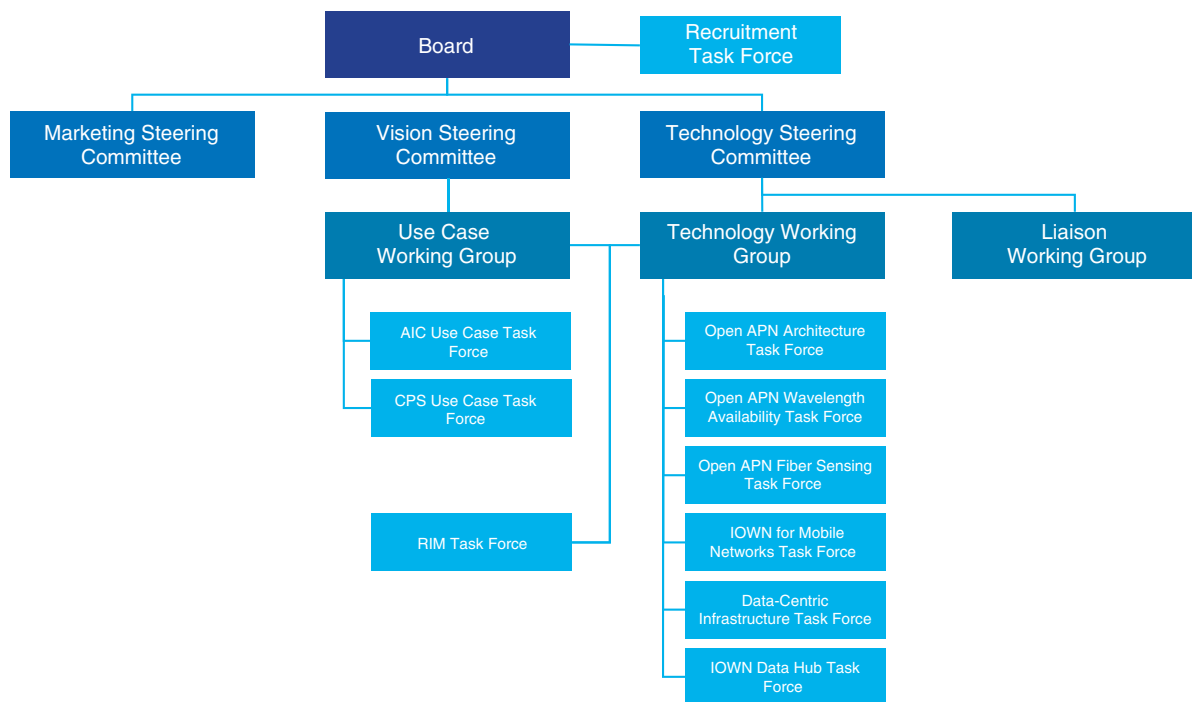 Board
Recruitment
Task Force
Marketing Steering
Committee
Vision Steering
Committee
Technology Steering
Committee
Use Case
Working Group
Technology Working
Group
Liaison
Working Group
AIC Use Case Task
Force
CPS Use Case Task
Force
RIM Task Force
Open APN Architecture
Task Force
Open APN Wavelength
Availability Task Force
Open APN Fiber Sensing
Task Force
IOWN for Mobile
Networks Task Force
Data-Centric
Infrastructure Task Force
IOWN Data Hub Task
Force